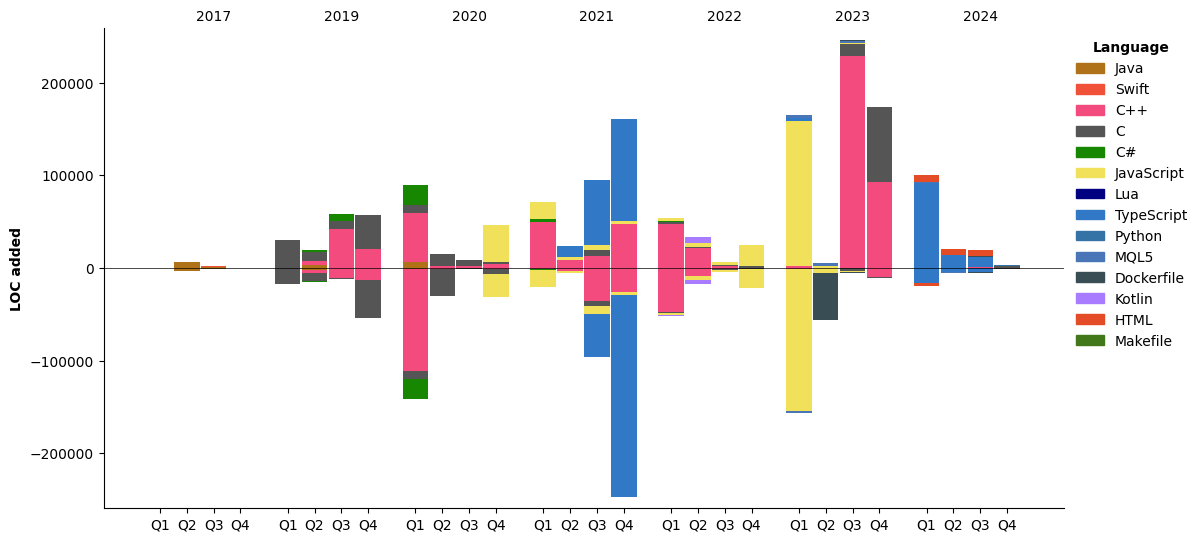 2017 2019 2020 2021 2022 2023 2024
LOC added
200000
100000
0
−100000
−200000
Q1 Q2 Q3 Q4 Q1 Q2 Q3 Q4 Q1 Q2 Q3 Q4 Q1 Q2 Q3 Q4 Q1 Q2 Q3 Q4 Q1 Q2 Q3 Q4 Q1 Q2 Q3 Q4
Language
Java
Swift
C++
C
C#
JavaScript
Lua
TypeScript
Python
MQL5
Dockerfile
Kotlin
HTML
Makefile